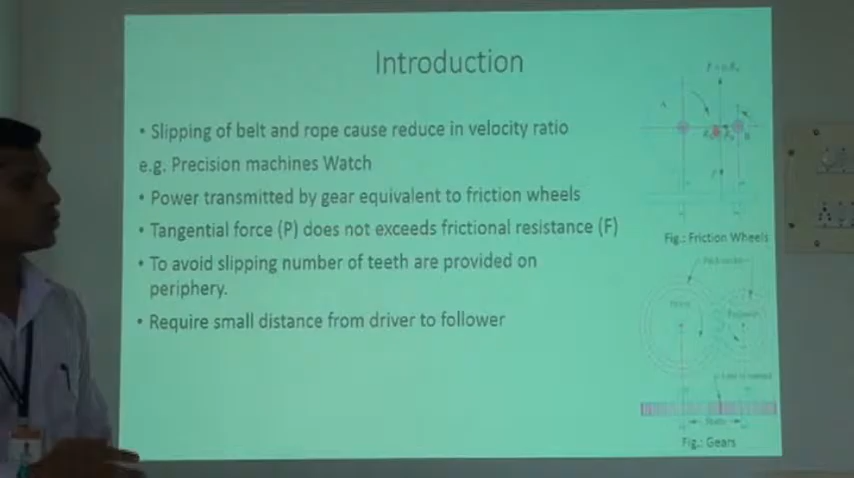 Introduction
• Slipping of belt and rope cause reduce in velocity ratio
e.g. Precision machines Watch
• Power transmitted by gear equivalent to friction wheels
• Tangential force (P) does not exceeds frictional resistance (F)
• To avoid slipping number of teeth are provided on
periphery.
• Require small distance from driver to follower
A
B
Fig.: Friction Wheels
Fig.: Gears